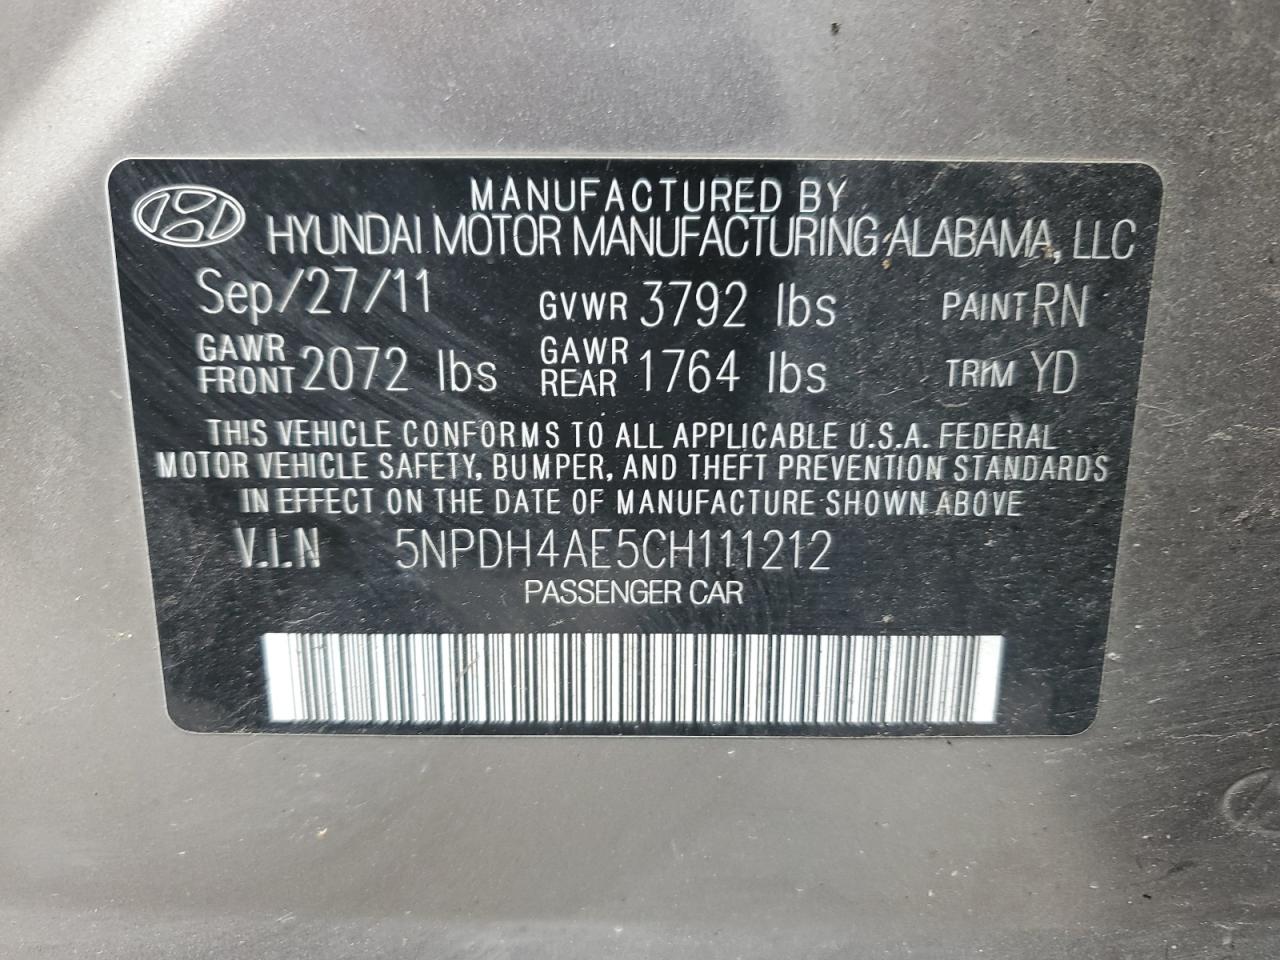 MANUFACTURED BY
HYUNDAI MOTOR MANUFACTURING ALABAMA, LLC
Sep/27/11 GVWR 3792 lbs PAINT RN
GAWR FRONT 2072 lbs GAWR REAR 1764 lbs TRIM YD
THIS VEHICLE CONFORMS TO ALL APPLICABLE U.S.A. FEDERAL
MOTOR VEHICLE SAFETY, BUMPER, AND THEFT PREVENTION STANDARDS
IN EFFECT ON THE DATE OF MANUFACTURE SHOWN ABOVE
V.I.N 5NPDH4AE5CH111212
PASSENGER CAR